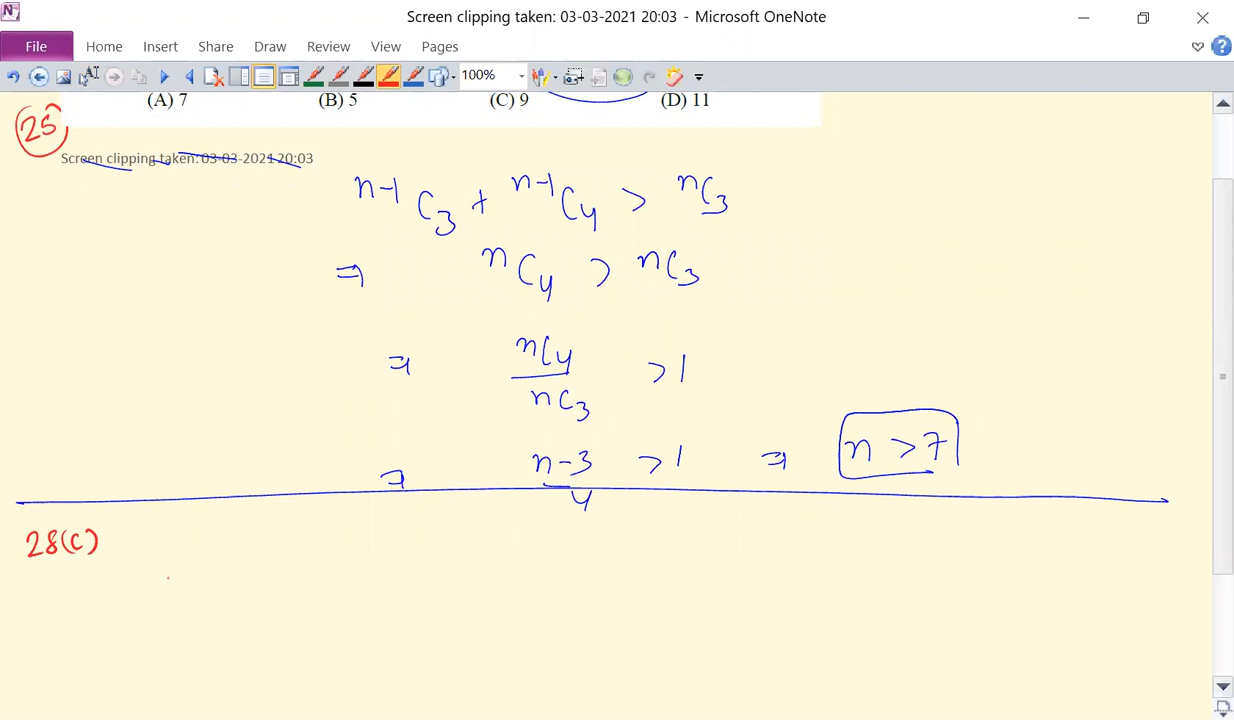 Screen clipping taken: 03-03-2021 20:03 - Microsoft OneNote
File Home Insert Share Draw Review View Pages
100%
(A) 7 (B) 5 (C) 9 (D) 11
25
Screen clipping taken: 03-03-2021 20:03
n-1C3 + n-1C4 > nC3
⇒ nC4 > nC3
⇒ nC4/nC3 > 1
⇒ n-3/4 > 1 ⇒ n > 7
28(C)